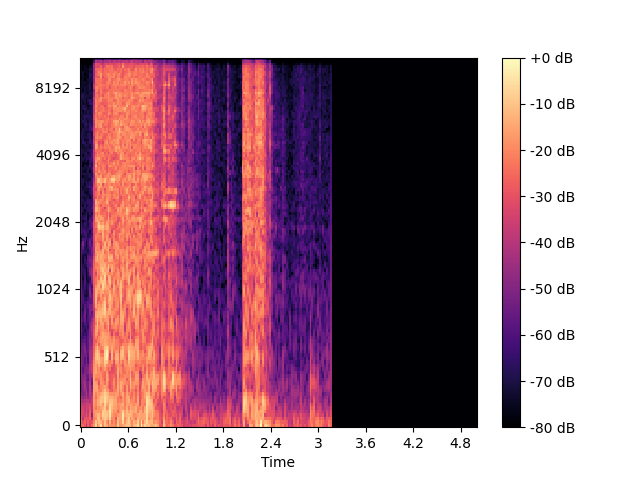 +0 dB
8192
-10 dB
4096
-20 dB
-30 dB
2048
Hz
-40 dB
1024
-50 dB
512
-60 dB
-70 dB
0
-80 dB
0 0.6 1.2 1.8 2.4 3 3.6 4.2 4.8
Time